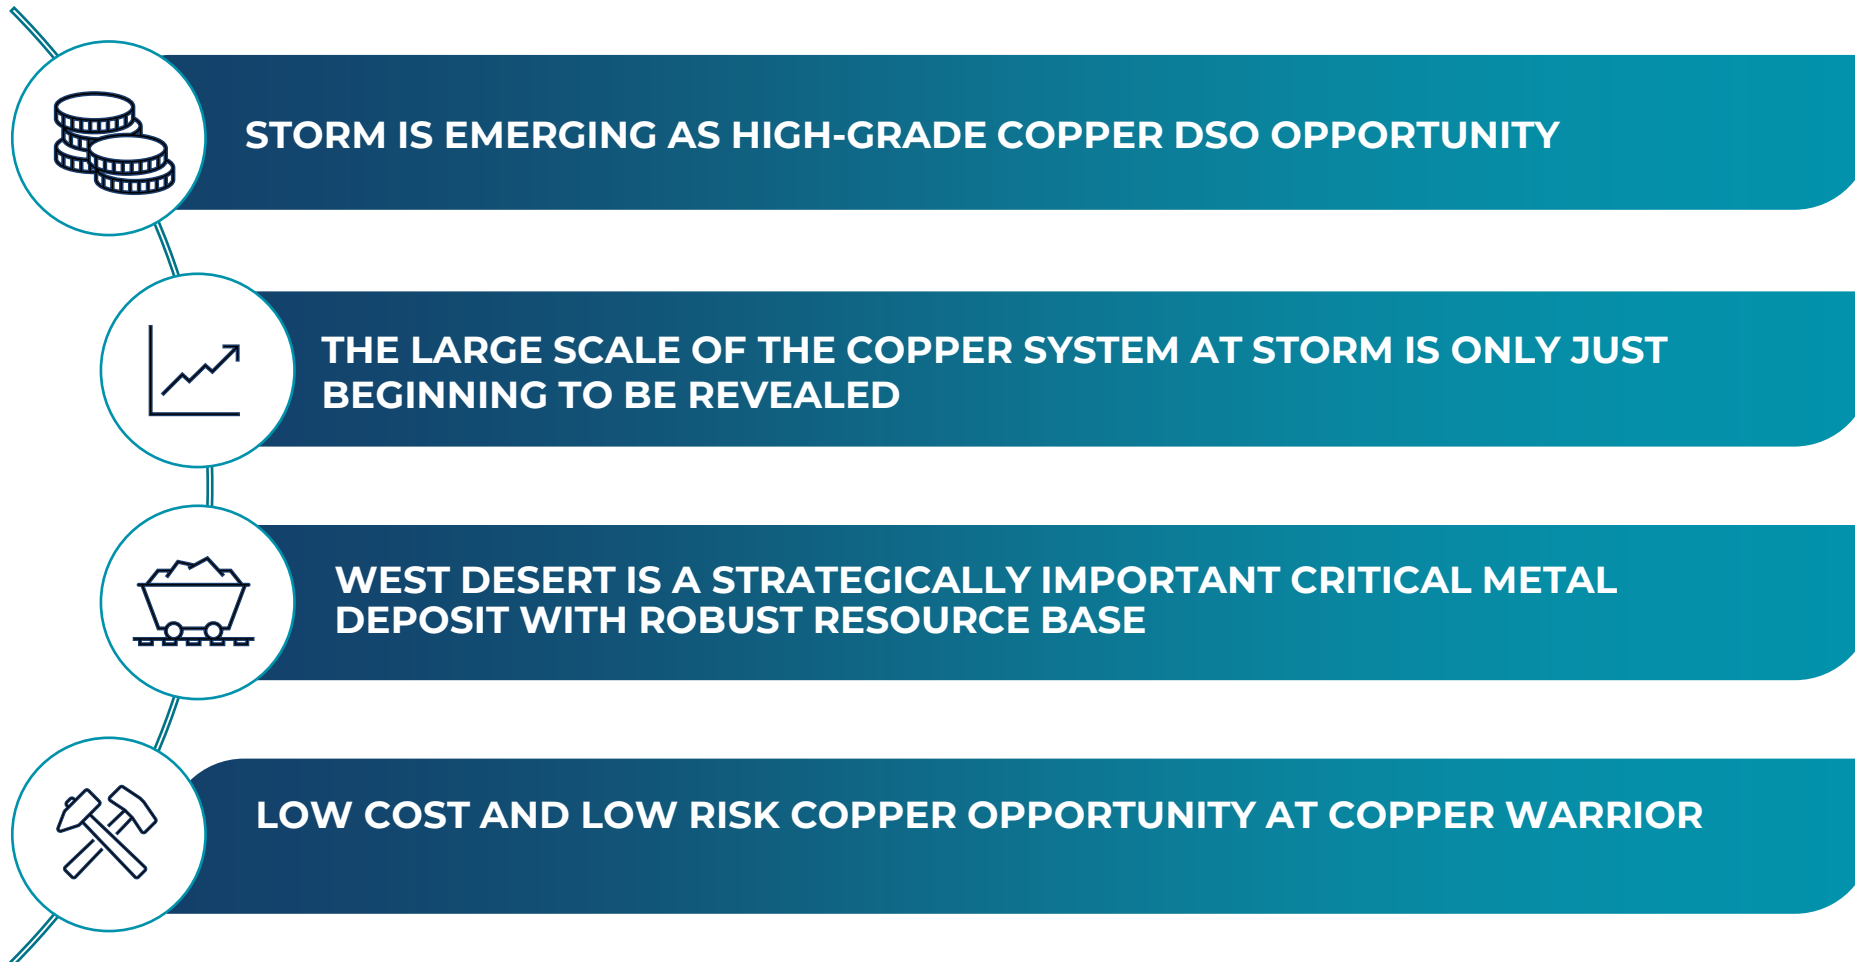 STORM IS EMERGING AS HIGH-GRADE COPPER DSO OPPORTUNITY
THE LARGE SCALE OF THE COPPER SYSTEM AT STORM IS ONLY JUST
BEGINNING TO BE REVEALED
WEST DESERT IS A STRATEGICALLY IMPORTANT CRITICAL METAL
DEPOSIT WITH ROBUST RESOURCE BASE
LOW COST AND LOW RISK COPPER OPPORTUNITY AT COPPER WARRIOR